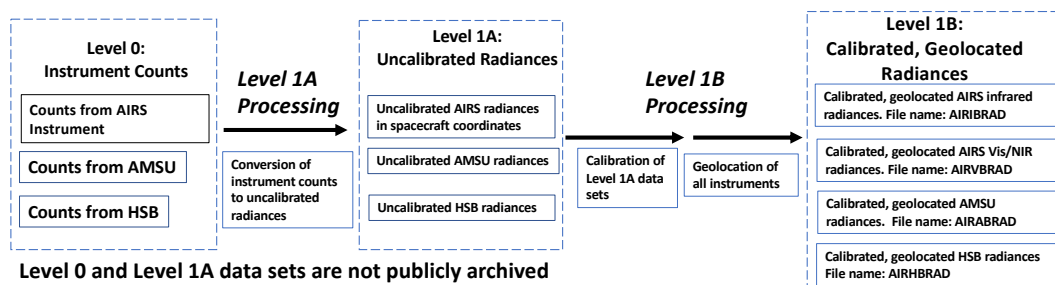 Level 0:
Instrument Counts
Counts from AIRS
Instrument
Counts from AMSU
Counts from HSB
Level 1A
Processing
Conversion of
instrument counts
to uncalibrated
radiances
Level 1A:
Uncalibrated Radiances
Uncalibrated AIRS radiances
in spacecraft coordinates
Uncalibrated AMSU radiances
Uncalibrated HSB radiances
Level 1B
Processing
Calibration of
Level 1A data
sets
Geolocation of
all instruments
Level 1B:
Calibrated, Geolocated
Radiances
Calibrated, geolocated AIRS infrared
radiances. File name: AIRIBRAD
Calibrated, geolocated AIRS Vis/NIR
radiances. File name: AIRVBRAD
Calibrated, geolocated AMSU
radiances.  File name: AIRABRAD
Calibrated, geolocated HSB radiances
File name: AIRHBRAD
Level 0 and Level 1A data sets are not publicly archived